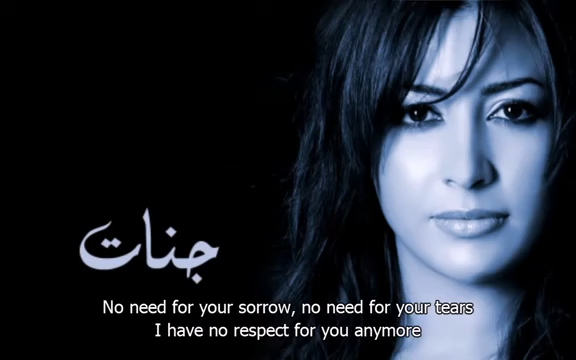 جنات
No need for your sorrow, no need for your tears
I have no respect for you anymore